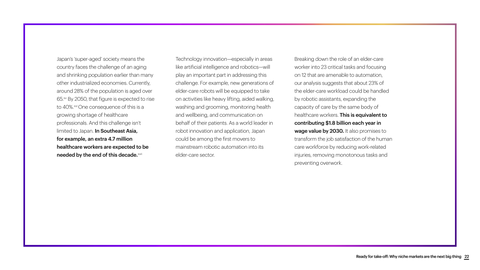 Japan's 'super-aged' society means the
country faces the challenge of an aging
and shrinking population earlier than many
other industrialized economies. Currently,
around 28% of the population is aged over
65. By 2050, that figure is expected to rise
to 40%. One consequence of this is a
growing shortage of healthcare
professionals. And this challenge isn't
limited to Japan. In Southeast Asia,
for example, an extra 4.7 million
healthcare workers are expected to be
needed by the end of this decade.
Technology innovation—especially in areas
like artificial intelligence and robotics—will
play an important part in addressing this
challenge. For example, new generations of
elder-care robots will be equipped to take
on activities like heavy lifting, aided walking,
washing and grooming, monitoring health
and wellbeing, and communication on
behalf of their patients. As a world leader in
robot innovation and application, Japan
could be among the first movers to
mainstream robotic automation into its
elder-care sector.
Breaking down the role of an elder-care
worker into 23 critical tasks and focusing
on 12 that are amenable to automation,
our analysis suggests that about 23% of
the elder-care workload could be handled
by robotic assistants, expanding the
capacity of care by the same body of
healthcare workers. This is equivalent to
contributing $1.8 billion each year in
wage value by 2030. It also promises to
transform the job satisfaction of the human
care workforce by reducing work-related
injuries, removing monotonous tasks and
preventing overwork.
Ready for take-off: Why niche markets are the next big thing 22